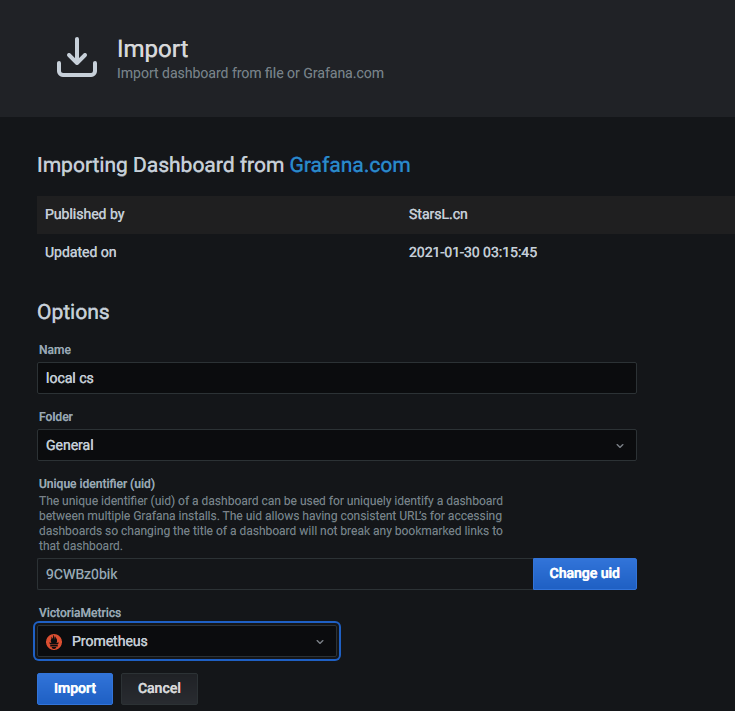 Import
Import dashboard from file or Grafana.com
Importing Dashboard from Grafana.com
Published by StarsL.cn
Updated on 2021-01-30 03:15:45
Options
Name
local cs
Folder
General
Unique identifier (uid)
The unique identifier (uid) of a dashboard can be used for uniquely identify a dashboard
between multiple Grafana installs. The uid allows having consistent URL's for accessing
dashboards so changing the title of a dashboard will not break any bookmarked links to
that dashboard.
9CWBz0bik Change uid
VictoriaMetrics
Prometheus
Import Cancel